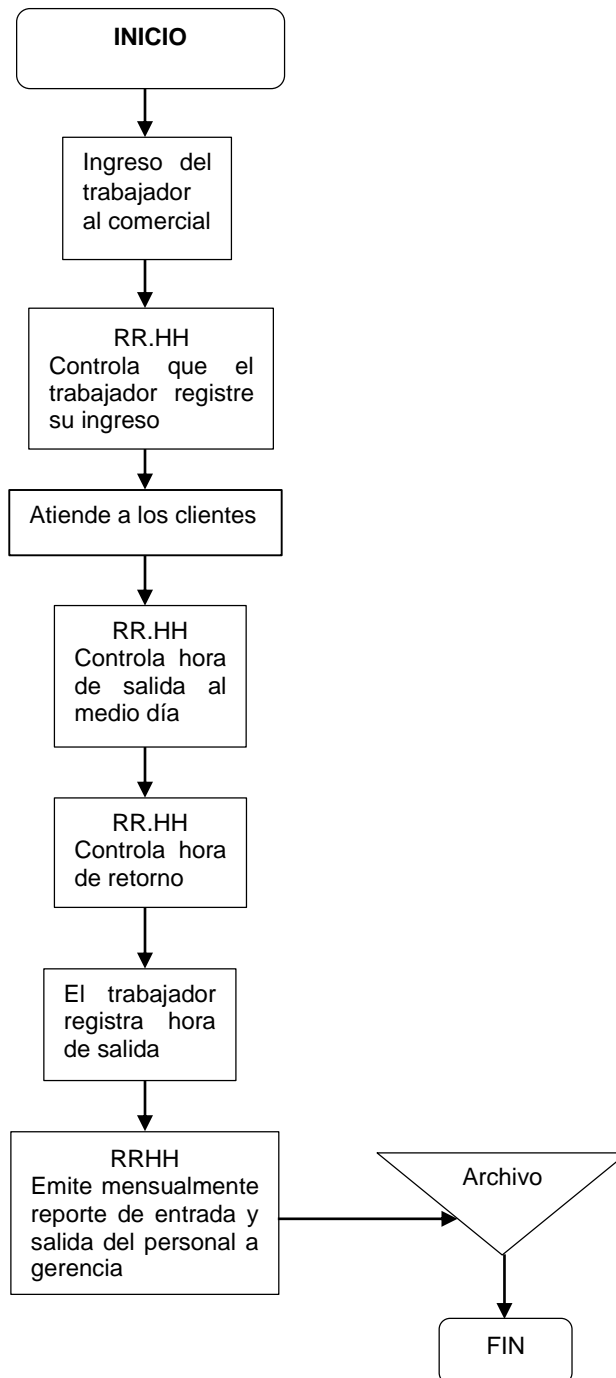 INICIO
Ingreso del
trabajador
al comercial
RR.HH
Controla que el
trabajador registre
su ingreso
Atiende a los clientes
RR.HH
Controla hora
de salida al
medio día
RR.HH
Controla hora
de retorno
El trabajador
registra hora
de salida
RRHH
Emite mensualmente
reporte de entrada y
salida del personal a
gerencia
Archivo
FIN